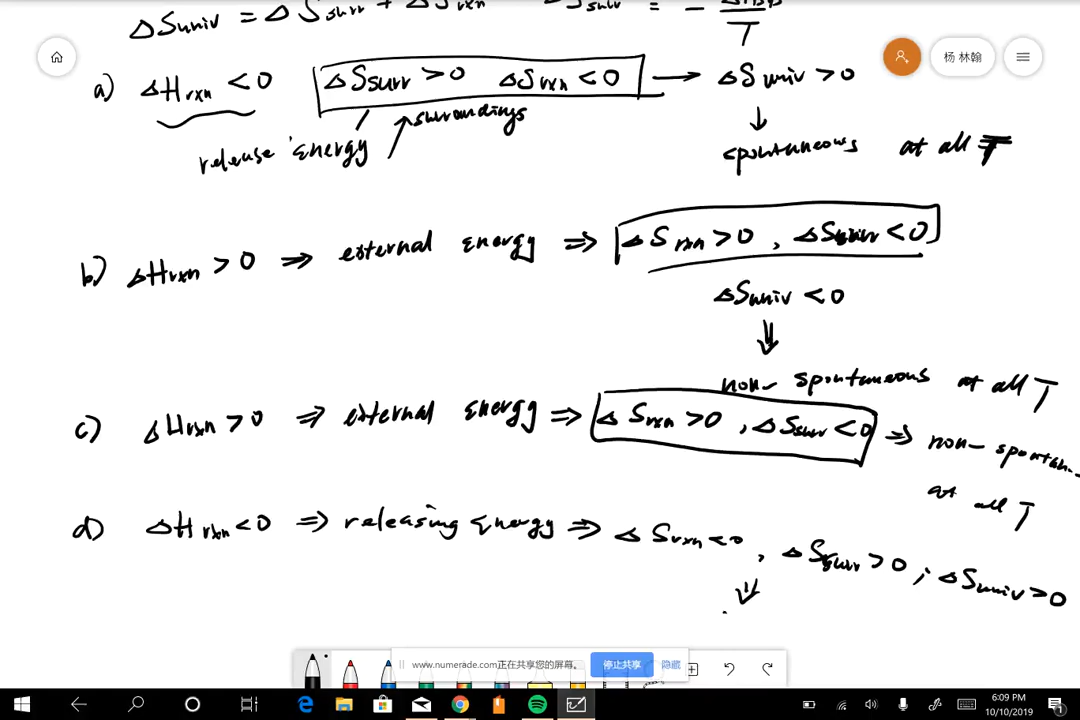 ΔSuniv = ΔSsurr + ΔSrxn ΔSsurr = - ΔHrxn / T
杨 林翰
a) ΔHrxn <0 ΔSsurr >0 ΔSrxn <0 → ΔSuniv >0
release energy surroundings ↓
spontaneous at all T
b) ΔHrxn >0 ⇒ external energy ⇒ ΔSrxn >0 , ΔSsurr <0
ΔSuniv <0
⇓
non- spontaneous at all T
c) ΔHrxn >0 ⇒ external energy ⇒ ΔSrxn >0 , ΔSsurr <0 ⇒ non- spontan..
at all T
d) ΔHrxn <0 ⇒ releasing energy ⇒ ΔSrxn <0 , ΔSsurr >0 ; ΔSuniv >0
⇓
www.numerade.com正在共享您的屏幕。 停止共享 隐藏
6:09 PM
10/10/2019